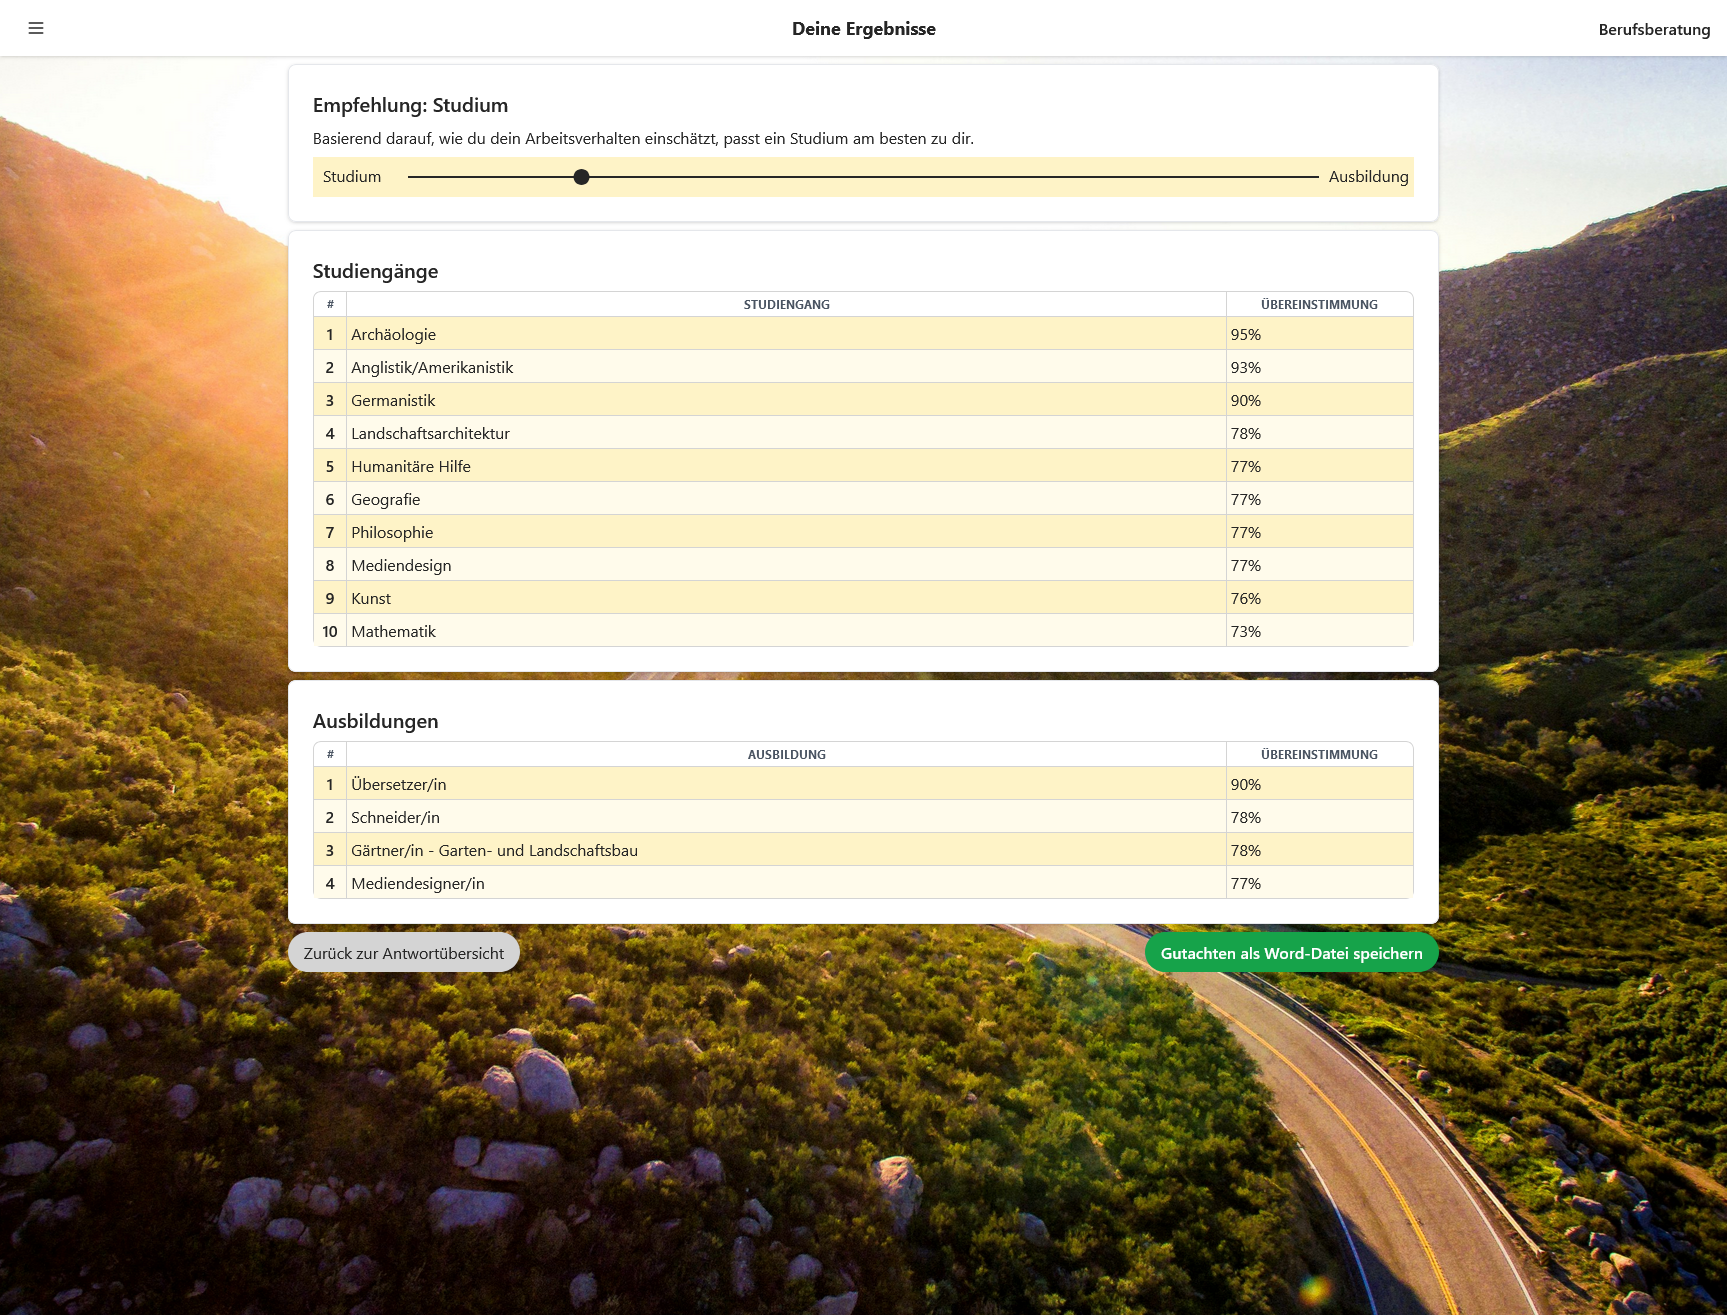 Deine Ergebnisse
Berufsberatung
Empfehlung: Studium
Basierend darauf, wie du dein Arbeitsverhalten einschätzt, passt ein Studium am besten zu dir.
Studium Ausbildung
Studiengänge
# STUDIENGANG ÜBEREINSTIMMUNG
1 Archäologie 95%
2 Anglistik/Amerikanistik 93%
3 Germanistik 90%
4 Landschaftsarchitektur 78%
5 Humanitäre Hilfe 77%
6 Geografie 77%
7 Philosophie 77%
8 Mediendesign 77%
9 Kunst 76%
10 Mathematik 73%
Ausbildungen
# AUSBILDUNG ÜBEREINSTIMMUNG
1 Übersetzer/in 90%
2 Schneider/in 78%
3 Gärtner/in - Garten- und Landschaftsbau 78%
4 Mediendesigner/in 77%
Zurück zur Antwortübersicht
Gutachten als Word-Datei speichern